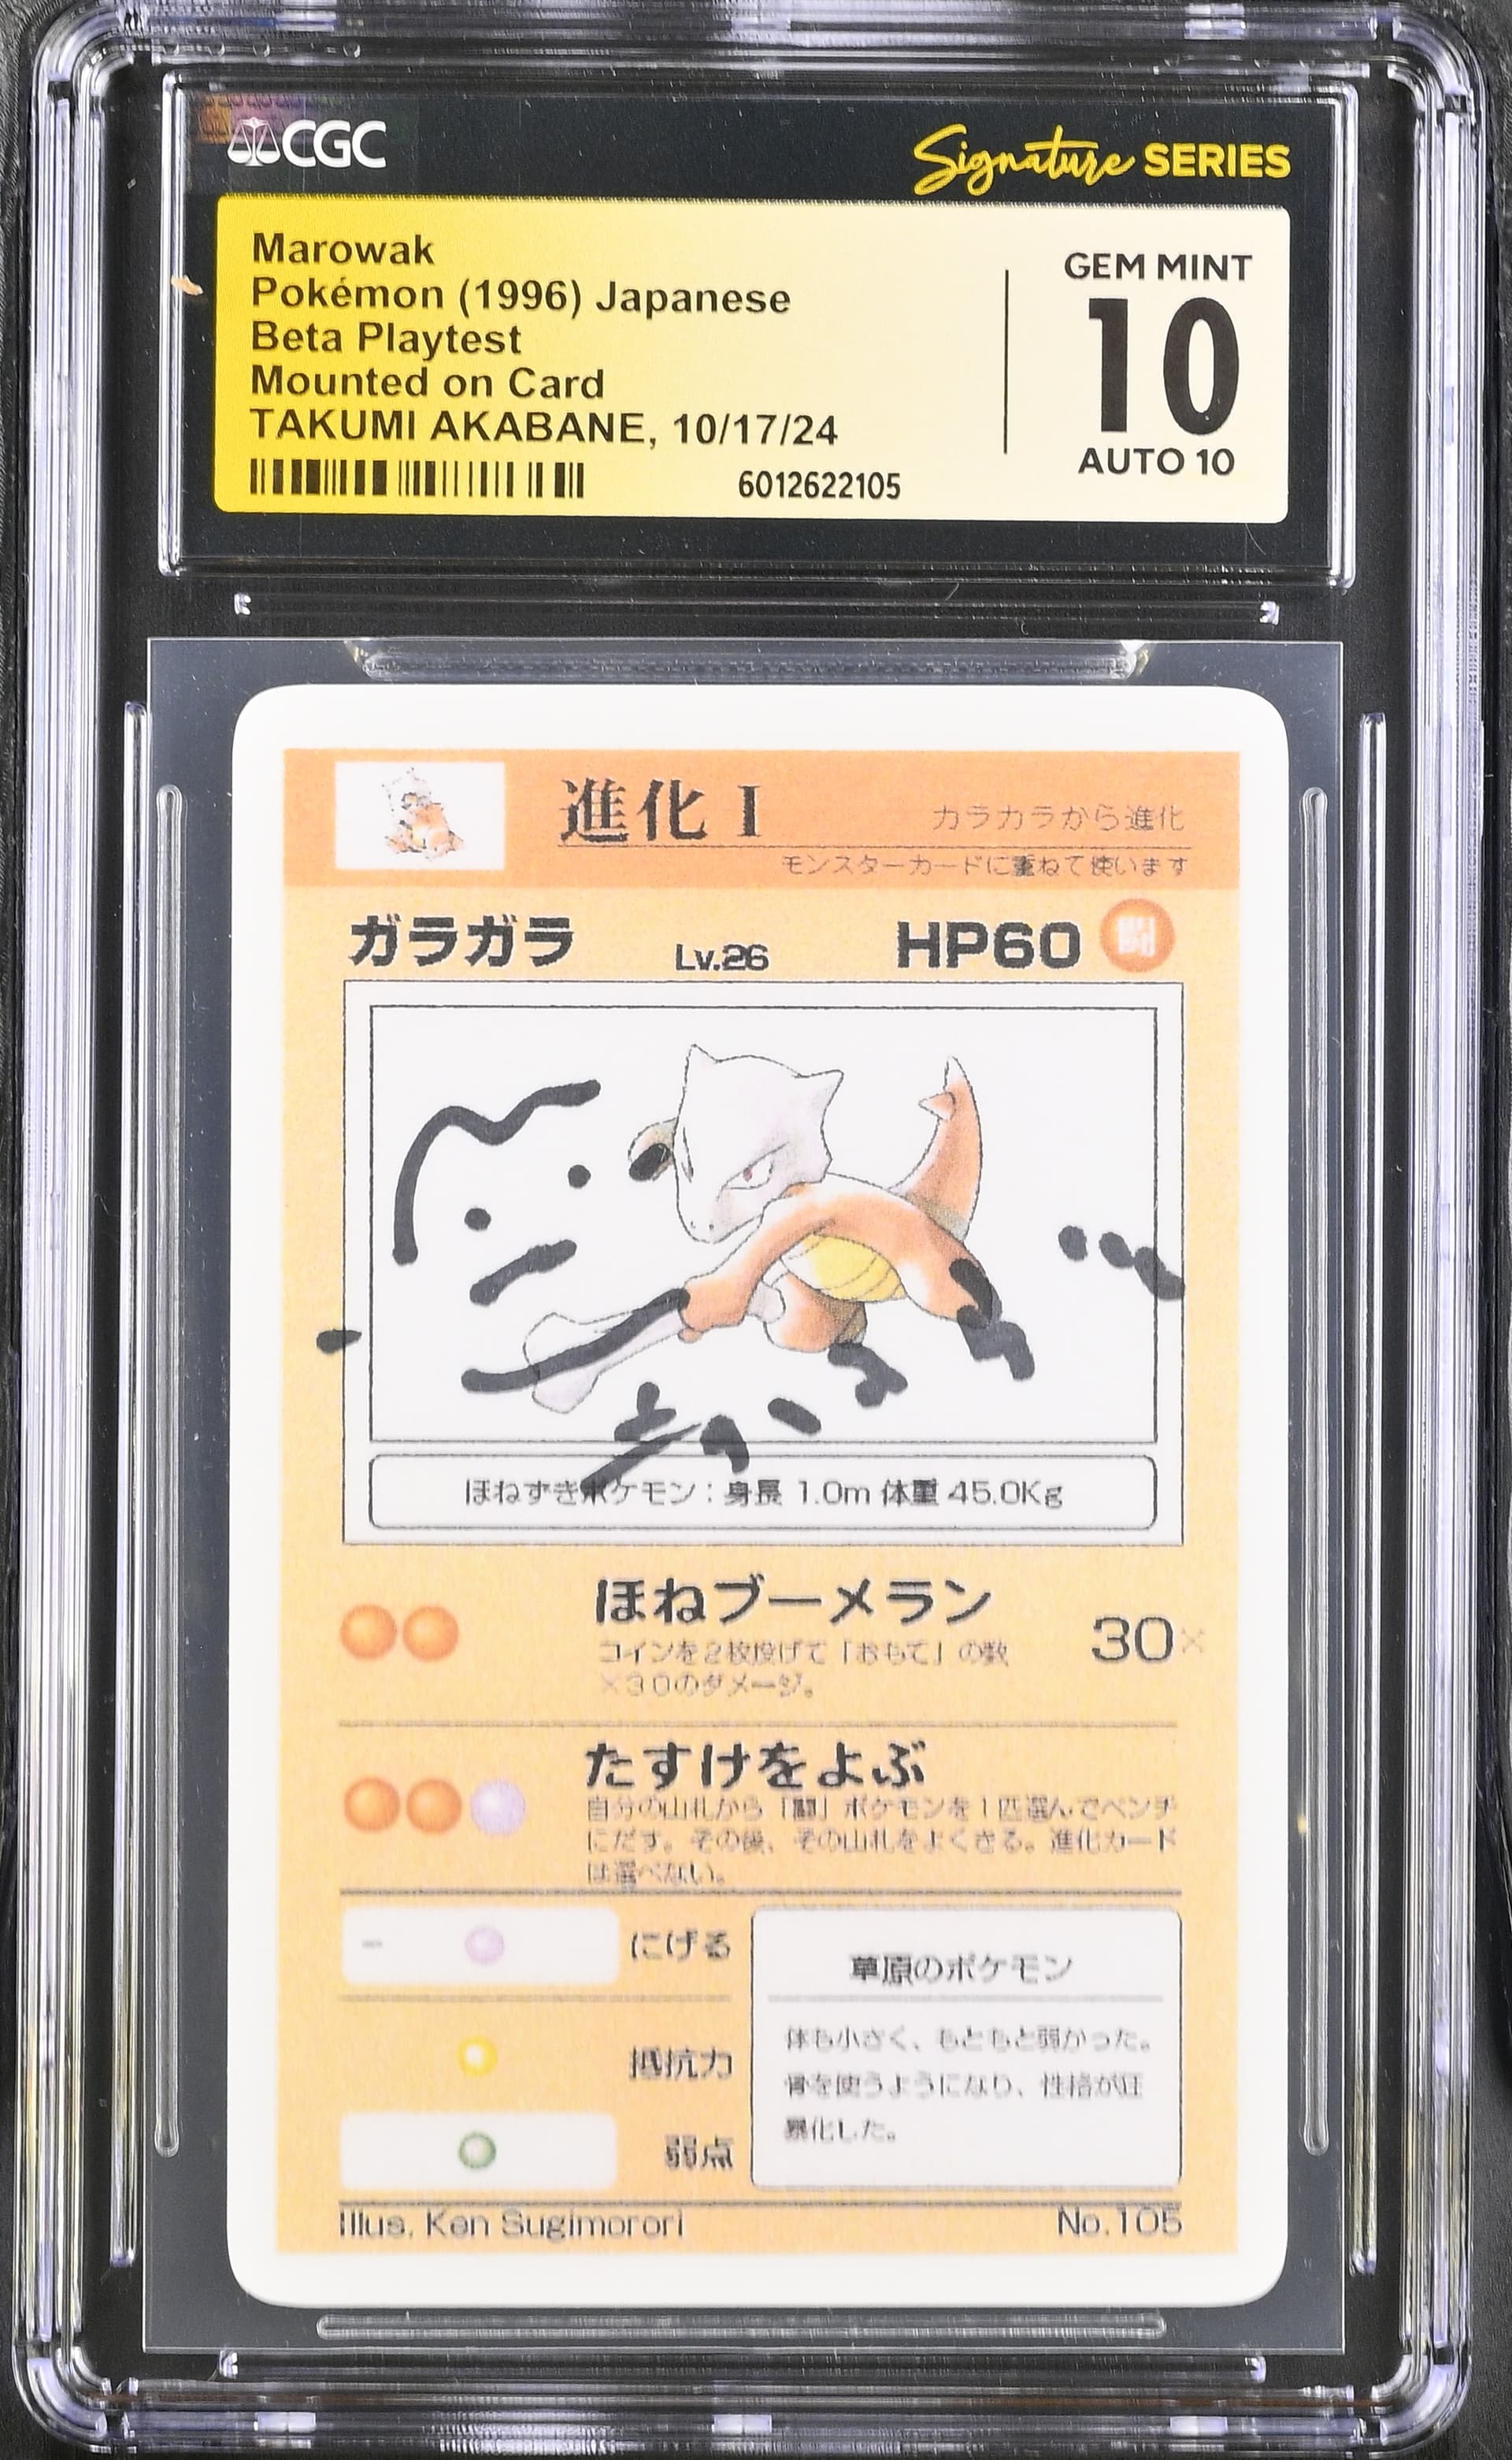 CGC
Signature SERIES
Marowak
Pokémon (1996) Japanese
Beta Playtest
Mounted on Card
TAKUMI AKABANE, 10/17/24
6012622105
GEM MINT
10
AUTO 10
進化 I
カラカラから進化
モンスターカードに重ねて使います
ガラガラ Lv.26 HP60 闘
ほねずきポケモン：身長 1.0m 体重 45.0Kg
ほねブーメラン 30×
コインを2枚投げて「おもて」の数
×30のダメージ。
たすけをよぶ
自分の山札から「闘」ポケモンを1匹選んでベンチ
にだす。その後、その山札をよくきる。進化カード
は選べない。
− にげる
抵抗力
弱点
草原のポケモン
体も小さく、もともと弱かった。
骨を使うようになり、性格が狂
暴化した。
Illus. Ken Sugimorori No.105